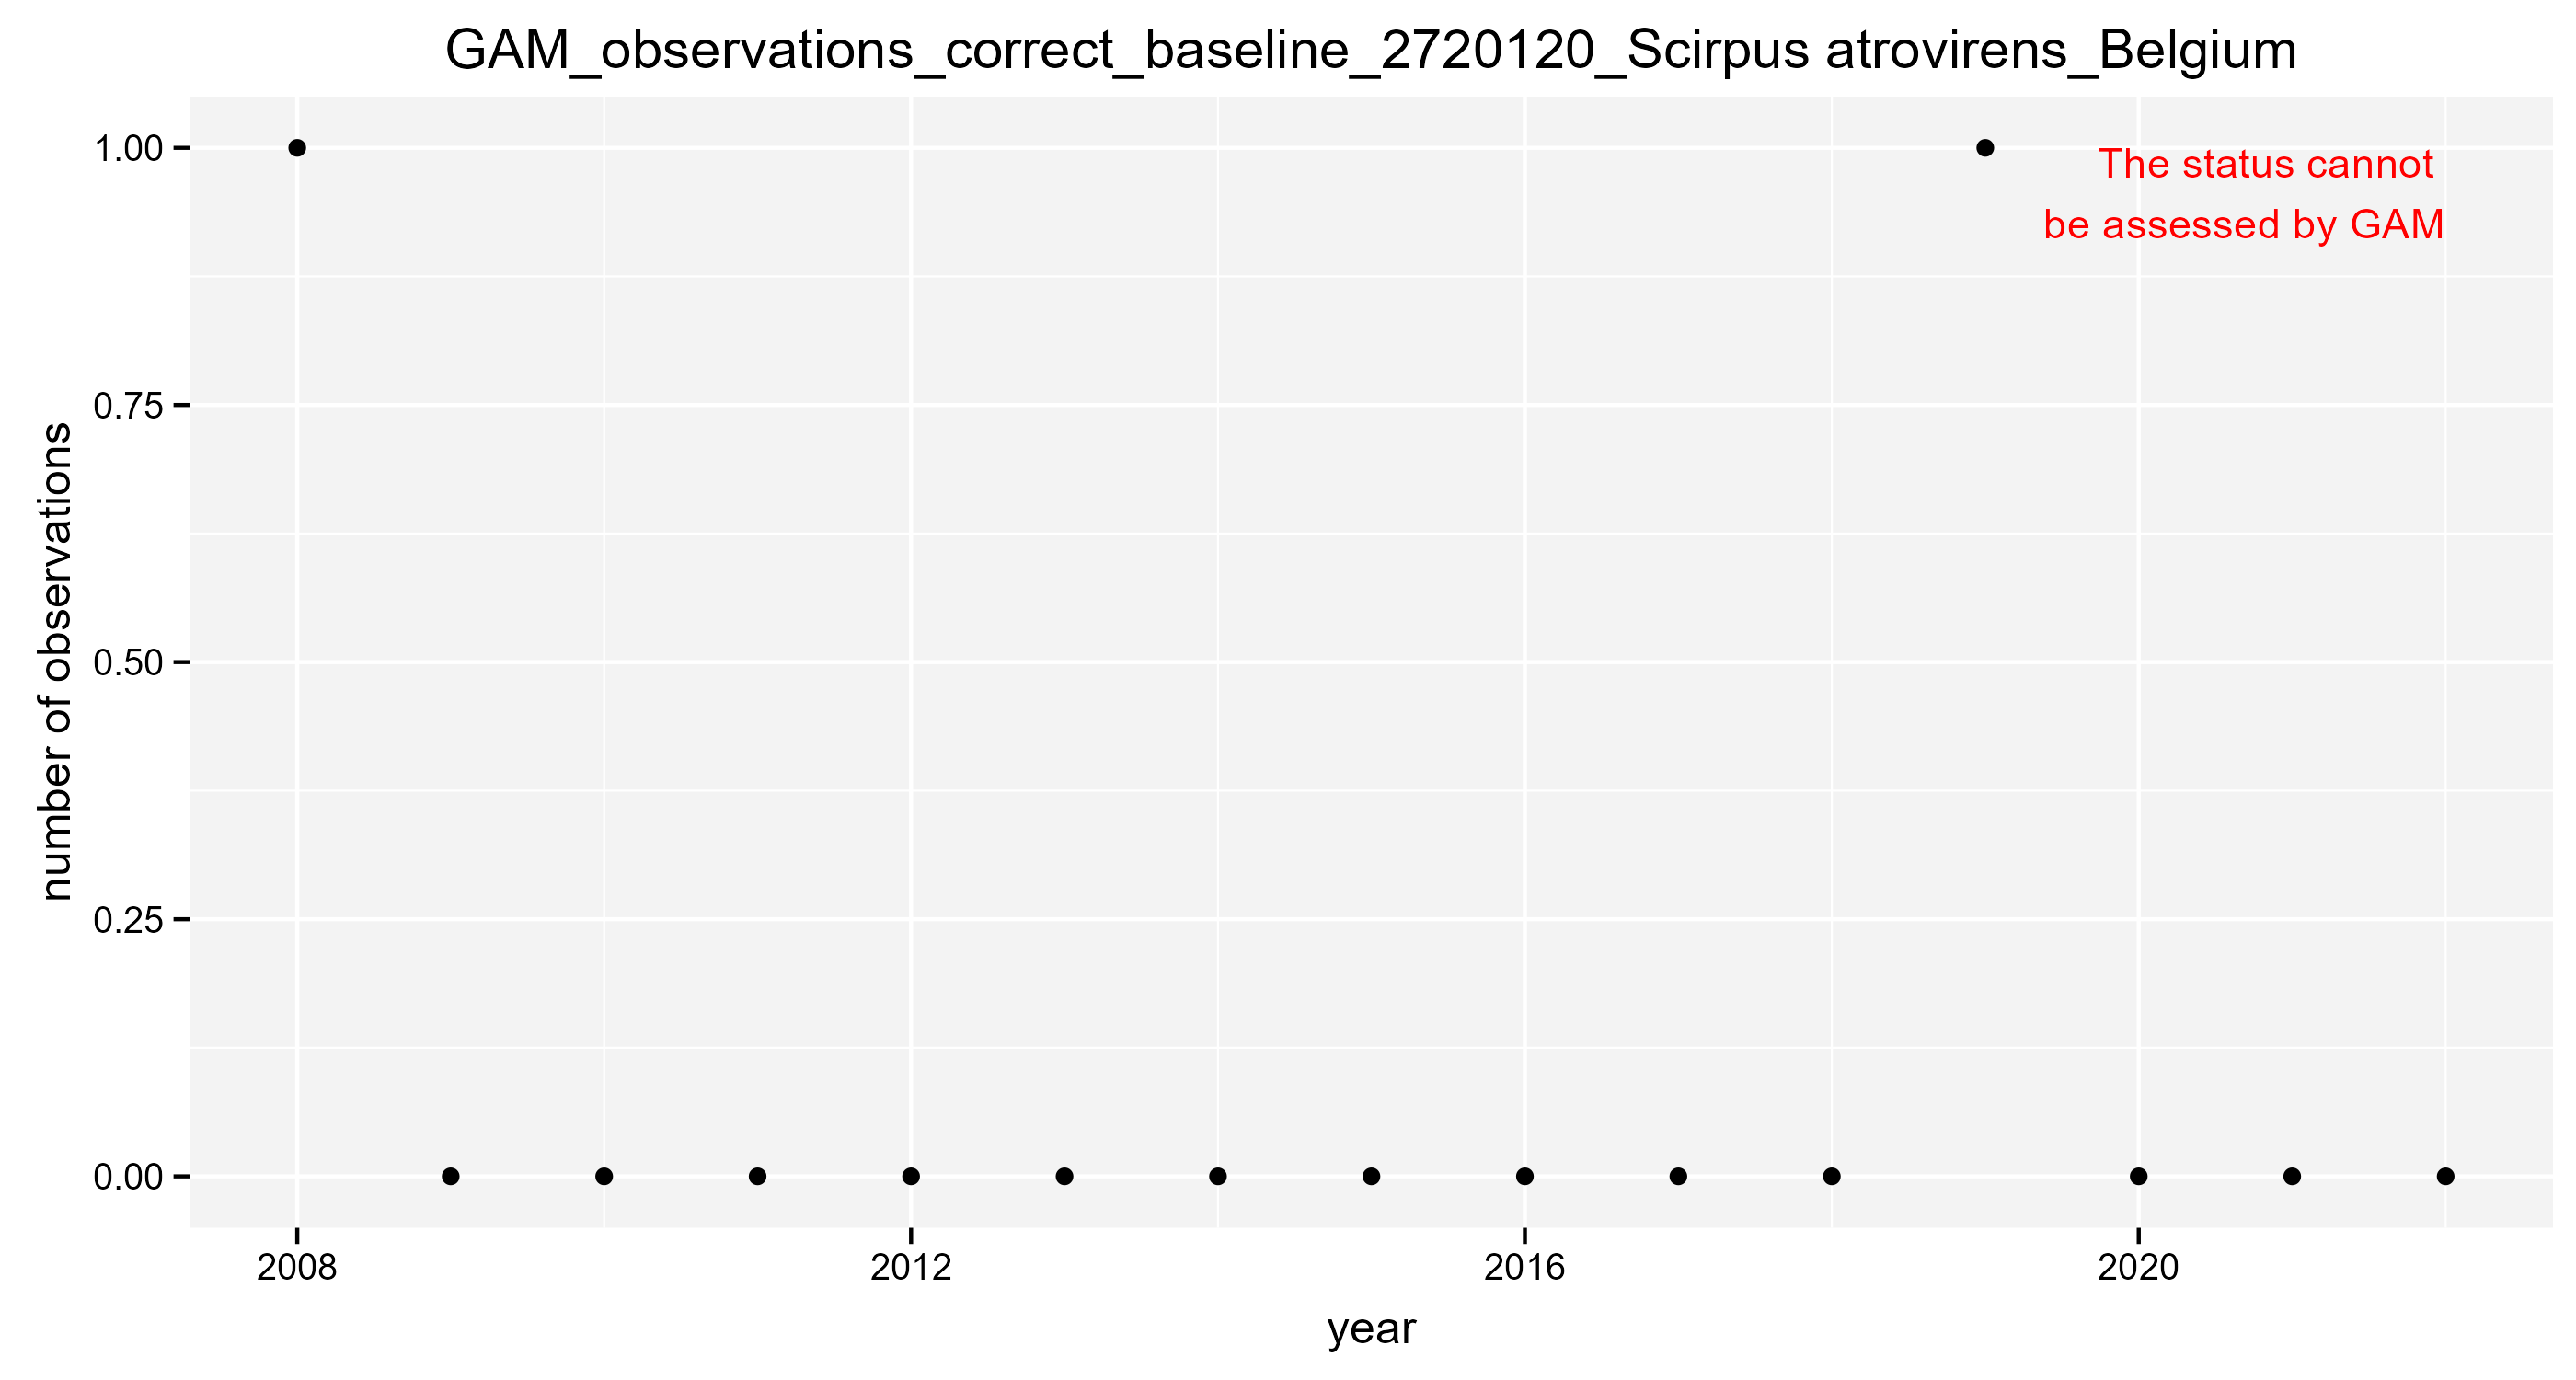 GAM_observations_correct_baseline_2720120_Scirpus atrovirens_Belgium
1.00
The status cannot
be assessed by GAM
0.75
number of observations
0.50
0.25
0.00
2008
2012
2016
2020
year